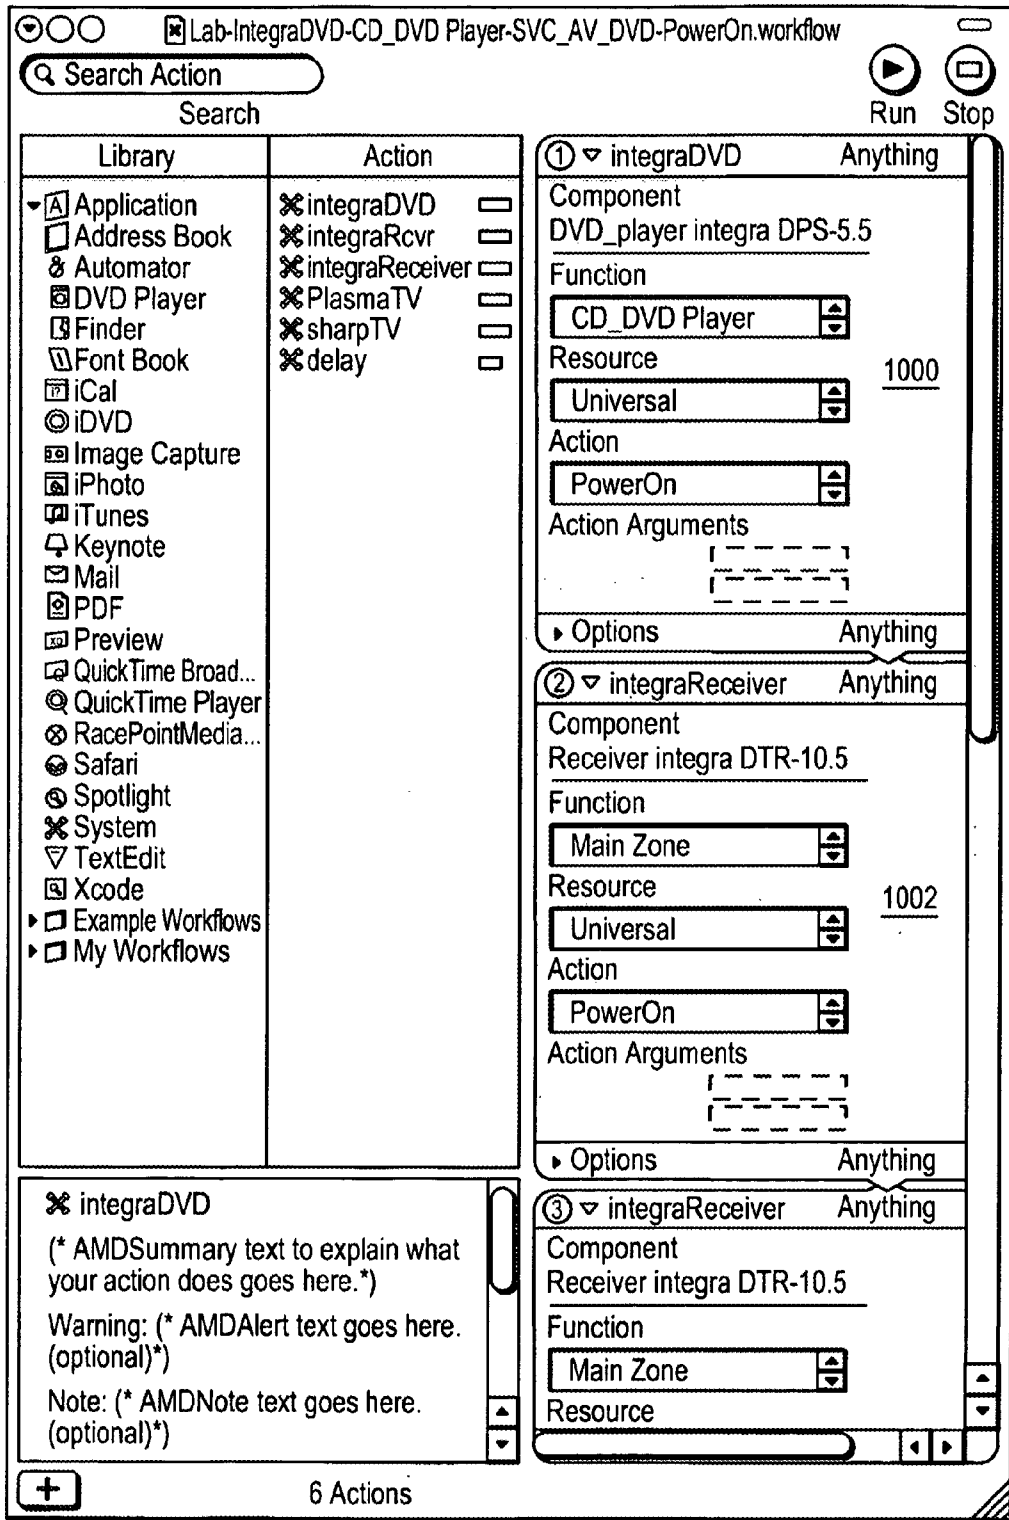 Lab-IntegraDVD-CD_DVD Player-SVC_AV_DVD-PowerOn.workflow
Search Action
Search
Run
Stop
Library
Application
Address Book
Automator
DVD Player
Finder
Font Book
iCal
iDVD
Image Capture
iPhoto
iTunes
Keynote
Mail
PDF
Preview
QuickTime Broad...
QuickTime Player
RacePointMedia...
Safari
Spotlight
System
TextEdit
Xcode
Example Workflows
My Workflows
Action
integraDVD
integraRcvr
integraReceiver
PlasmaTV
sharpTV
delay
1 integraDVD Anything
Component
DVD_player integra DPS-5.5
Function
CD_DVD Player
Resource
1000
Universal
Action
PowerOn
Action Arguments
Options Anything
2 integraReceiver Anything
Component
Receiver integra DTR-10.5
Function
Main Zone
Resource
1002
Universal
Action
PowerOn
Action Arguments
Options Anything
3 integraReceiver Anything
Component
Receiver integra DTR-10.5
Function
Main Zone
Resource
integraDVD
(* AMDSummary text to explain what
your action does goes here.*)
Warning: (* AMDAlert text goes here.
(optional)*)
Note: (* AMDNote text goes here.
(optional)*)
+
6 Actions